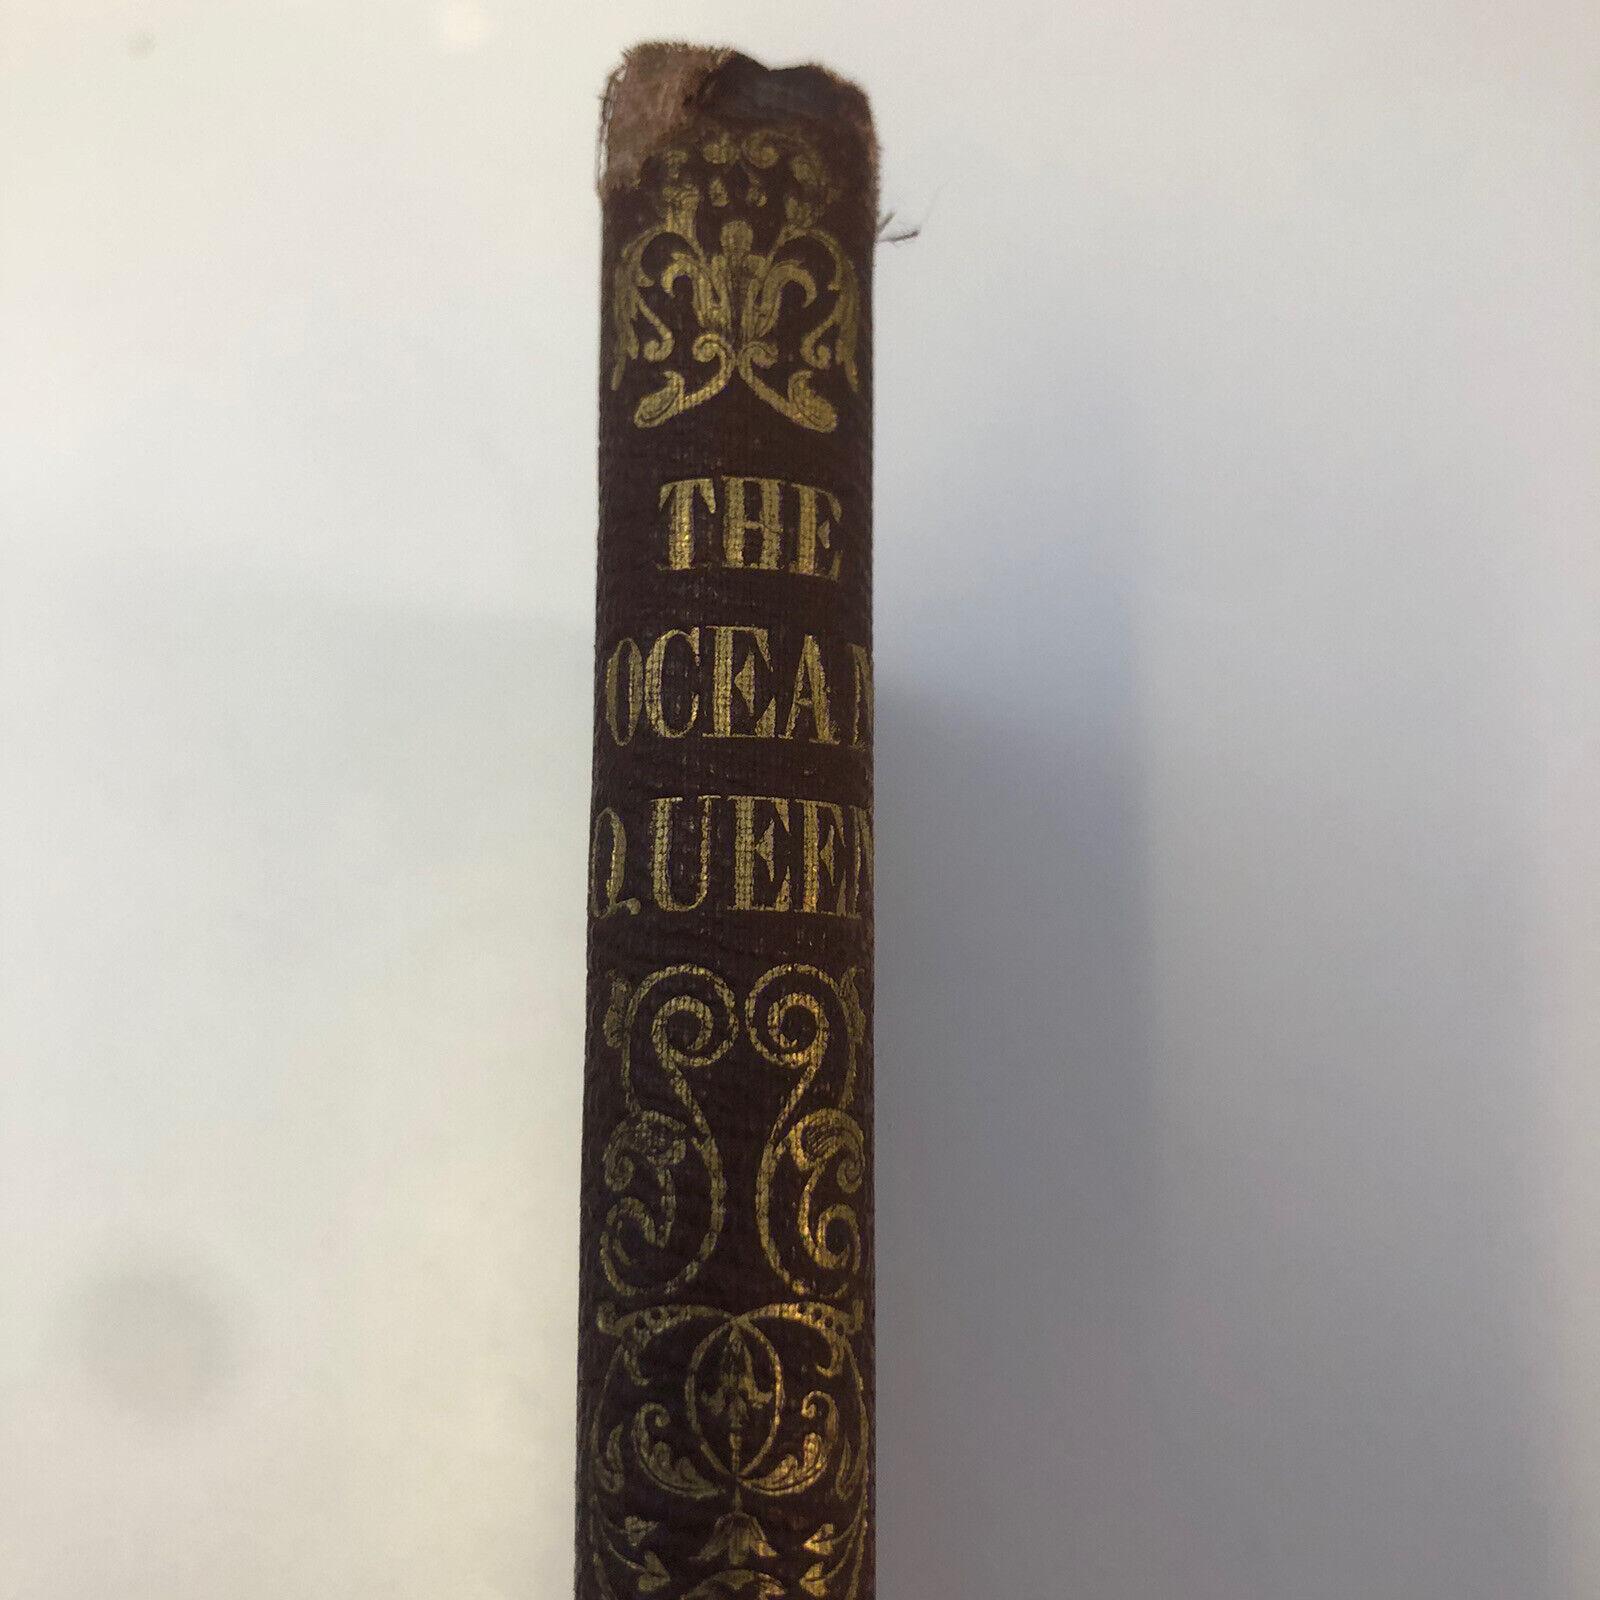 THE
OCEAN
QUEEN